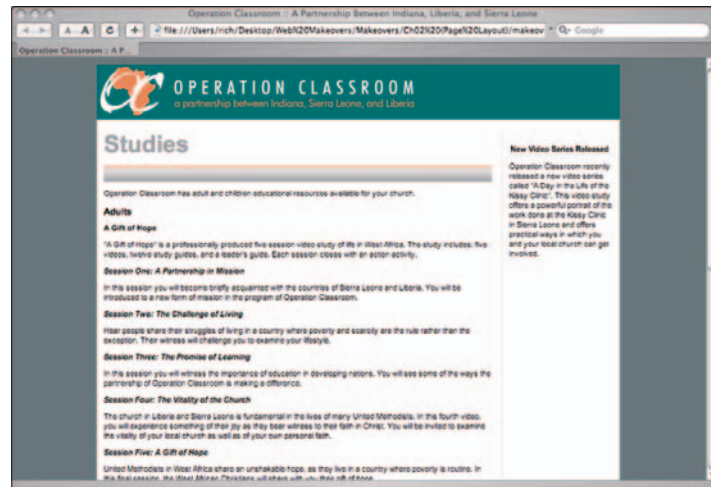 Operation Classroom :: A Partnership Between Indiana, Liberia, and Sierra Leone
A A C + file:///Users/rich/Desktop/Web%20Makeovers/Makeovers/Ch02%20(Page%20Layout)/makeov Q- Google
Operation Classroom :: A P...
OPERATION CLASSROOM
a partnership between Indiana, Sierra Leone, and Liberia
Studies
Operation Classroom has adult and children educational resources available for your church.
Adults
A Gift of Hope
"A Gift of Hope" is a professionally produced five session video study of life in West Africa. The study includes: five
videos, twelve study guides, and a leader's guide. Each session closes with an action activity.
Session One: A Partnership in Mission
In this session you will become briefly acquainted with the countries of Sierra Leone and Liberia. You will be
introduced to a new form of mission in the program of Operation Classroom.
Session Two: The Challenge of Living
Hear people share their struggles of living in a country where poverty and scarcity are the rule rather than the
exception. Their witness will challenge you to examine your lifestyle.
Session Three: The Promise of Learning
In this session you will witness the importance of education in developing nations. You will see some of the ways the
partnership of Operation Classroom is making a difference.
Session Four: The Vitality of the Church
The church in Liberia and Sierra Leone is fundamental in the lives of many United Methodists. In this fourth video,
you will experience something of their joy as they bear witness to their faith in Christ. You will be invited to examine
the vitality of your local church as well as of your own personal faith.
Session Five: A Gift of Hope
United Methodists in West Africa share an unshakable hope, as they live in a country where poverty is routine. In
this final session, the West African Christians will share with you their gift of hope.
New Video Series Released
Operation Classroom recently
released a new video series
called "A Day in the Life of the
Kissy Clinic". This video study
offers a powerful portrait of the
work done at the Kissy Clinic
in Sierra Leone and offers
practical ways in which you
and your local church can get
involved.